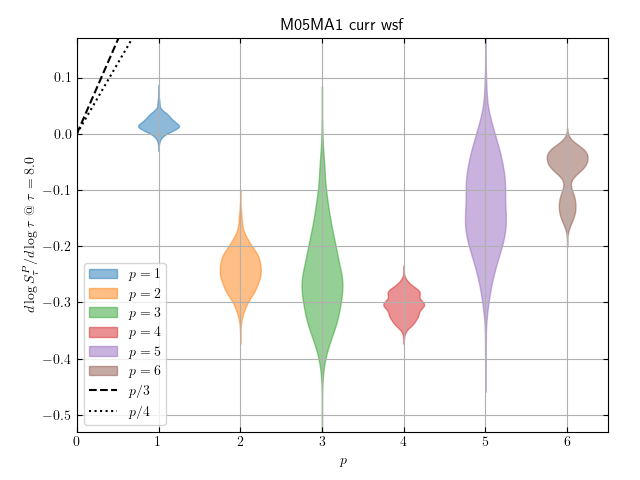 M05MA1 curr wsf
d log S_τ^p / d log τ @ τ = 8.0
0.1
0.0
−0.1
−0.2
−0.3
−0.4
−0.5
p = 1
p = 2
p = 3
p = 4
p = 5
p = 6
p/3
p/4
0 1 2 3 4 5 6
p